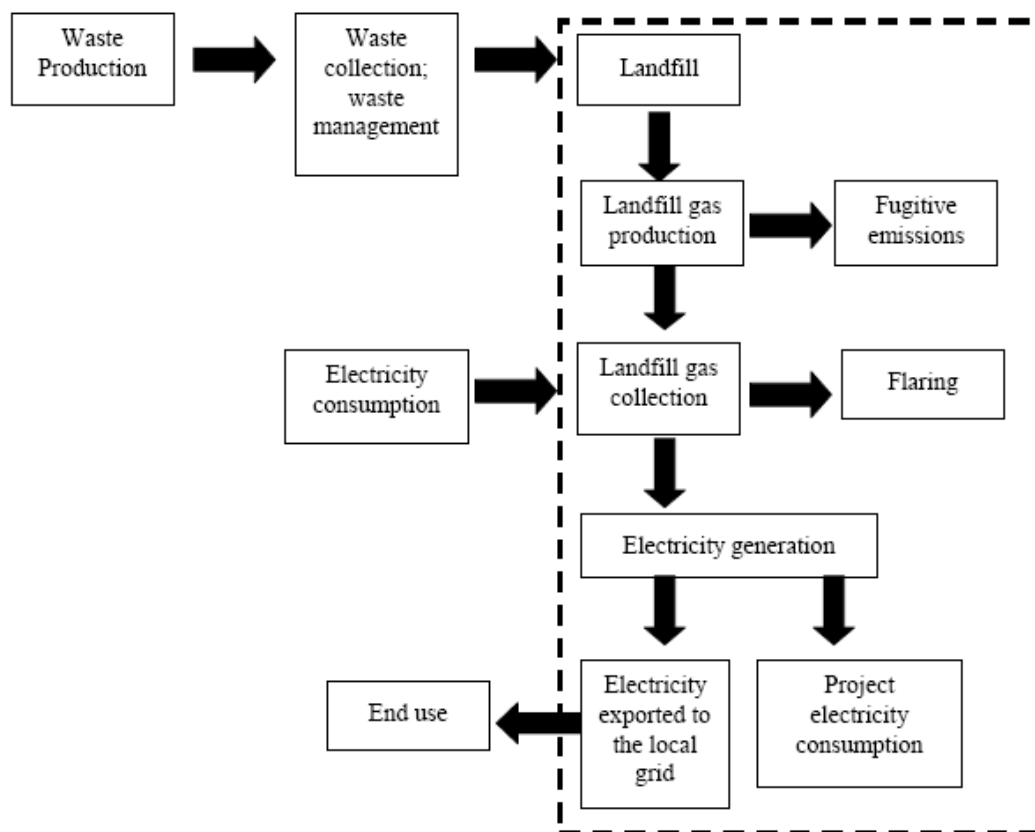 Waste
Production
Waste
collection;
waste
management
Landfill
Landfill gas
production
Fugitive
emissions
Electricity
consumption
Landfill gas
collection
Flaring
Electricity generation
End use
Electricity
exported to
the local
grid
Project
electricity
consumption